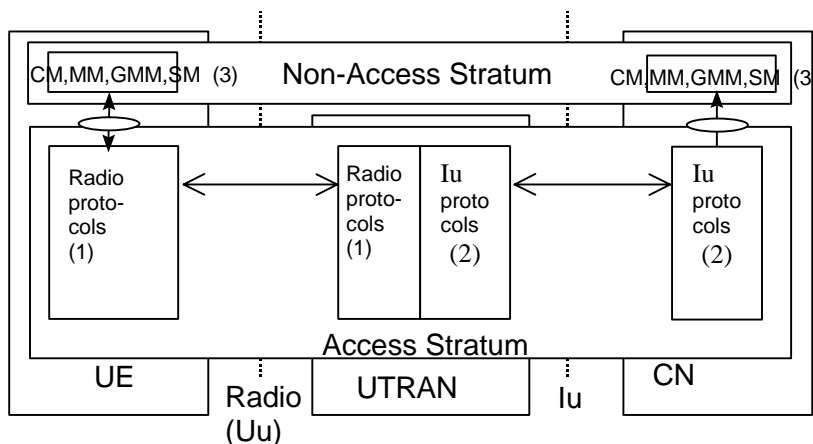 CM,MM,GMM,SM (3)
Non-Access Stratum
CM,MM,GMM,SM (3
Radio
proto-
cols
(1)
Radio
proto-
cols
(1)
Iu
proto
cols
(2)
Iu
proto
cols
(2)
Access Stratum
UE
Radio
(Uu)
UTRAN
Iu
CN